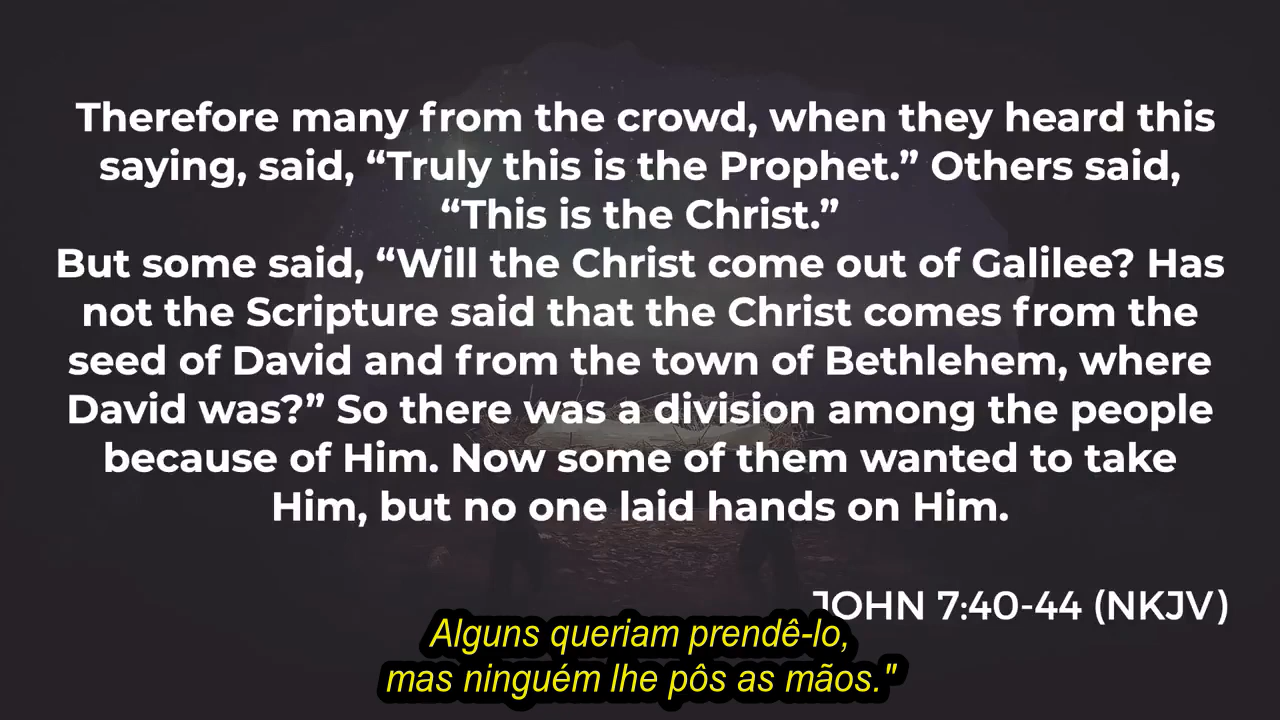 Therefore many from the crowd, when they heard this
saying, said, “Truly this is the Prophet.” Others said,
“This is the Christ.”
But some said, “Will the Christ come out of Galilee? Has
not the Scripture said that the Christ comes from the
seed of David and from the town of Bethlehem, where
David was?” So there was a division among the people
because of Him. Now some of them wanted to take
Him, but no one laid hands on Him.
JOHN 7:40-44 (NKJV)
Alguns queriam prendê-lo,
mas ninguém lhe pôs as mãos."